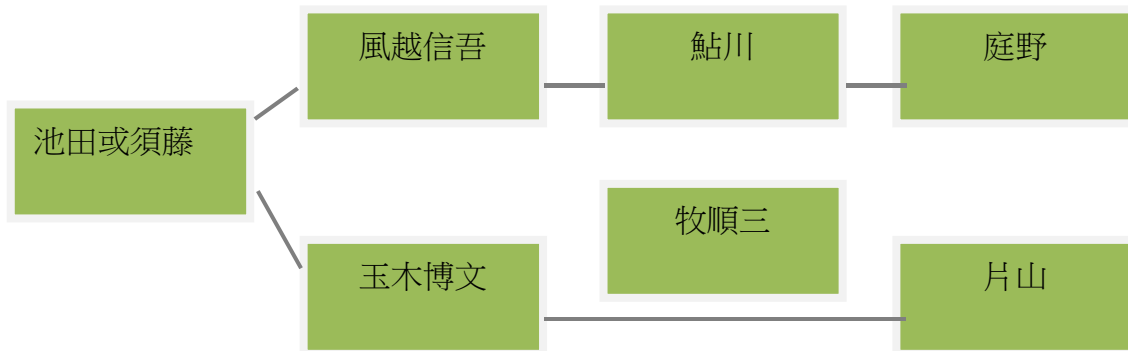 風越信吾
鮎川
庭野
池田或須藤
牧順三
玉木博文
片山